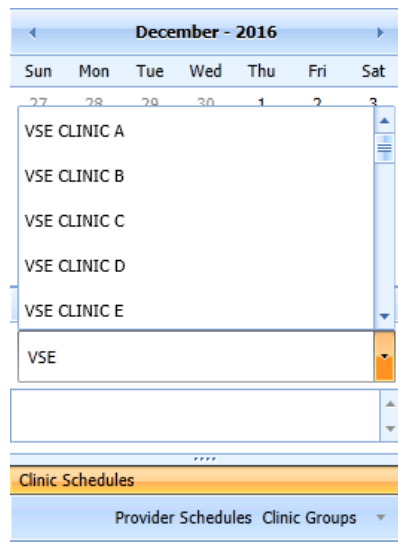 December - 2016
Sun Mon Tue Wed Thu Fri Sat
27 28 29 30 1 2 3
VSE CLINIC A
VSE CLINIC B
VSE CLINIC C
VSE CLINIC D
VSE CLINIC E
VSE
Clinic Schedules
Provider Schedules Clinic Groups